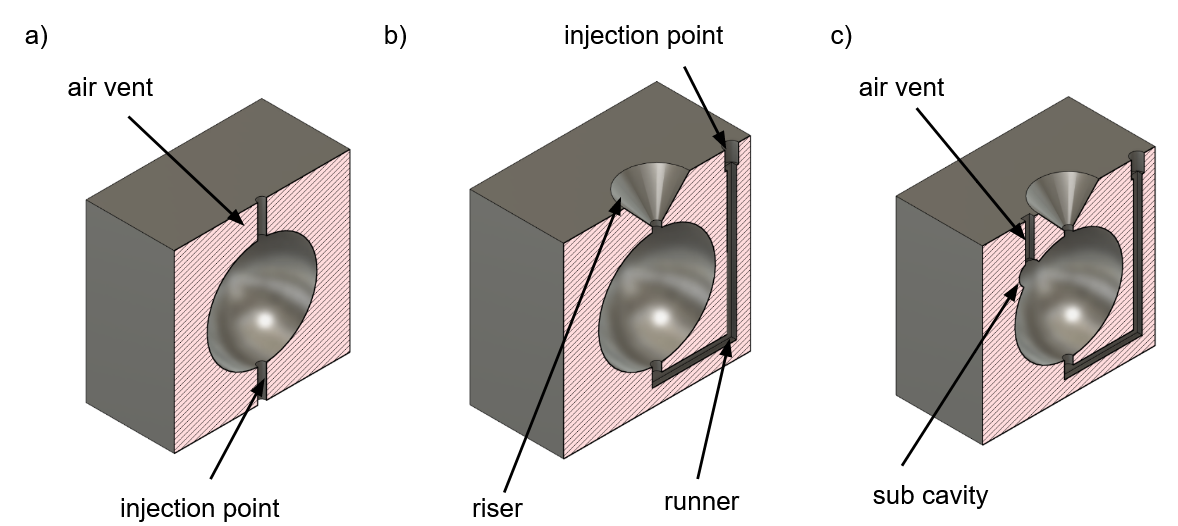 a)
b)
injection point
c)
air vent
air vent
injection point
riser
runner
sub cavity